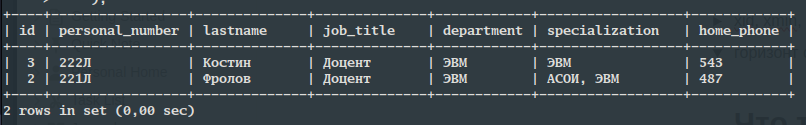 +----+-----------------+-----------+-----------+------------+----------------+------------+
| id | personal_number | lastname | job_title | department | specialization | home_phone |
+----+-----------------+-----------+-----------+------------+----------------+------------+
| 3 | 222Л | Костин | Доцент | ЭВМ | ЭВМ | 543 |
| 2 | 221Л | Фролов | Доцент | ЭВМ | АСОИ, ЭВМ | 487 |
+----+-----------------+-----------+-----------+------------+----------------+------------+
2 rows in set (0,00 sec)